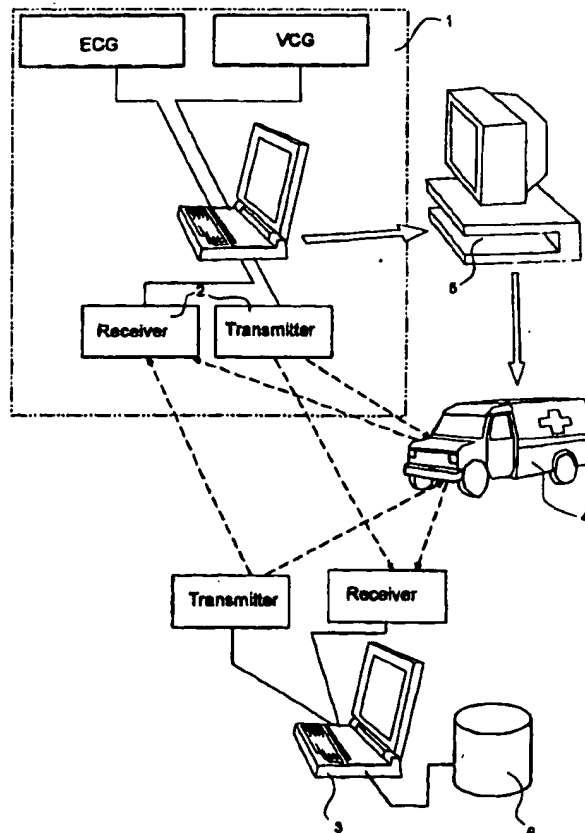 ECG
VCG
1
5
2
Receiver
Transmitter
4
Transmitter
Receiver
3
6